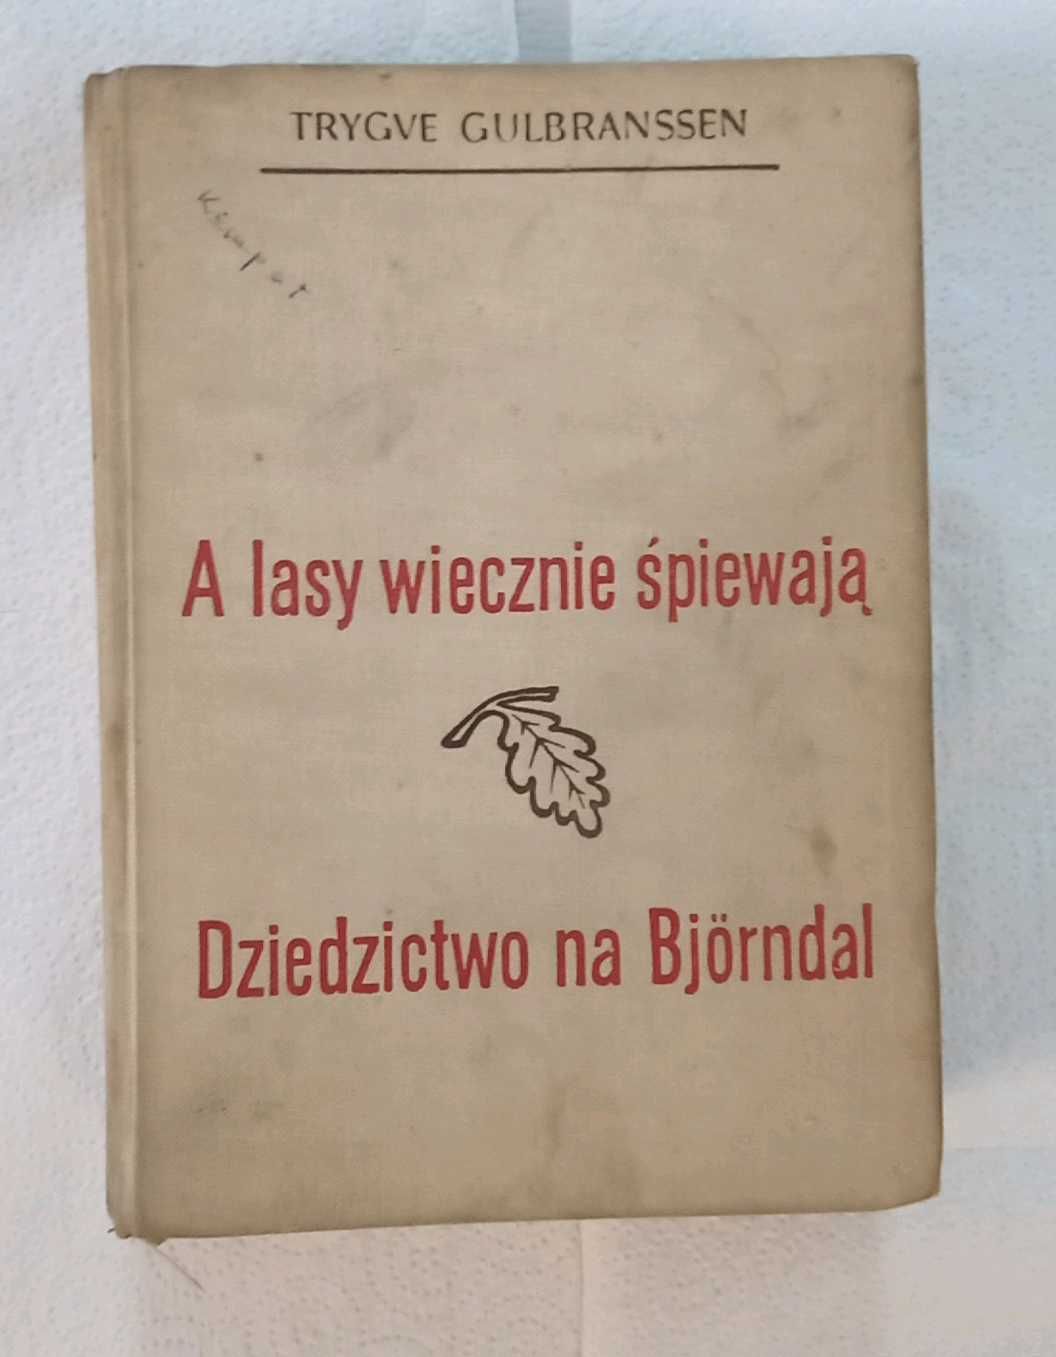 TRYGVE GULBRANSSEN
A lasy wiecznie śpiewają
Dziedzictwo na Björndal